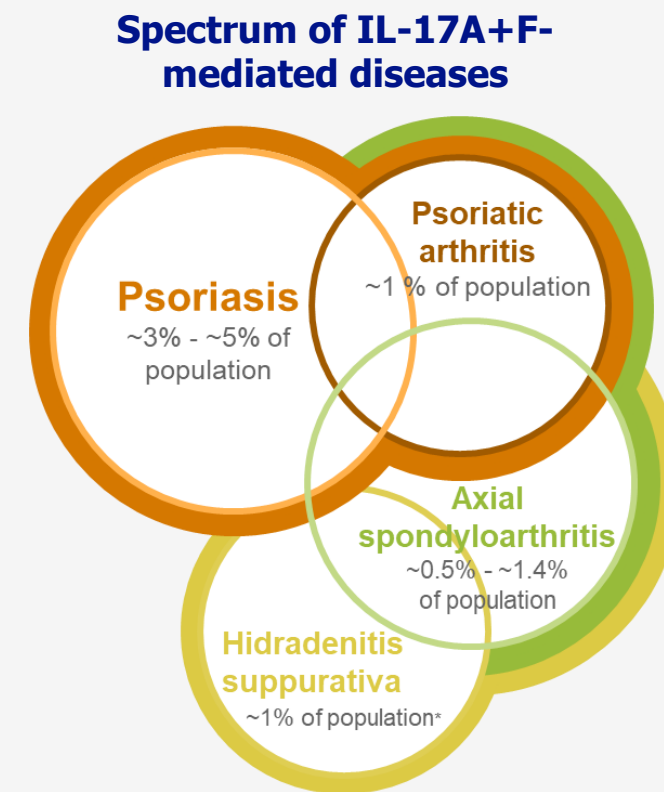 Spectrum of IL-17A+F-
mediated diseases
Psoriatic
arthritis
~1 % of population
Psoriasis
~3% - ~5% of
population
Axial
spondyloarthritis
~0.5% - ~1.4%
of population
Hidradenitis
suppurativa
~1% of population*